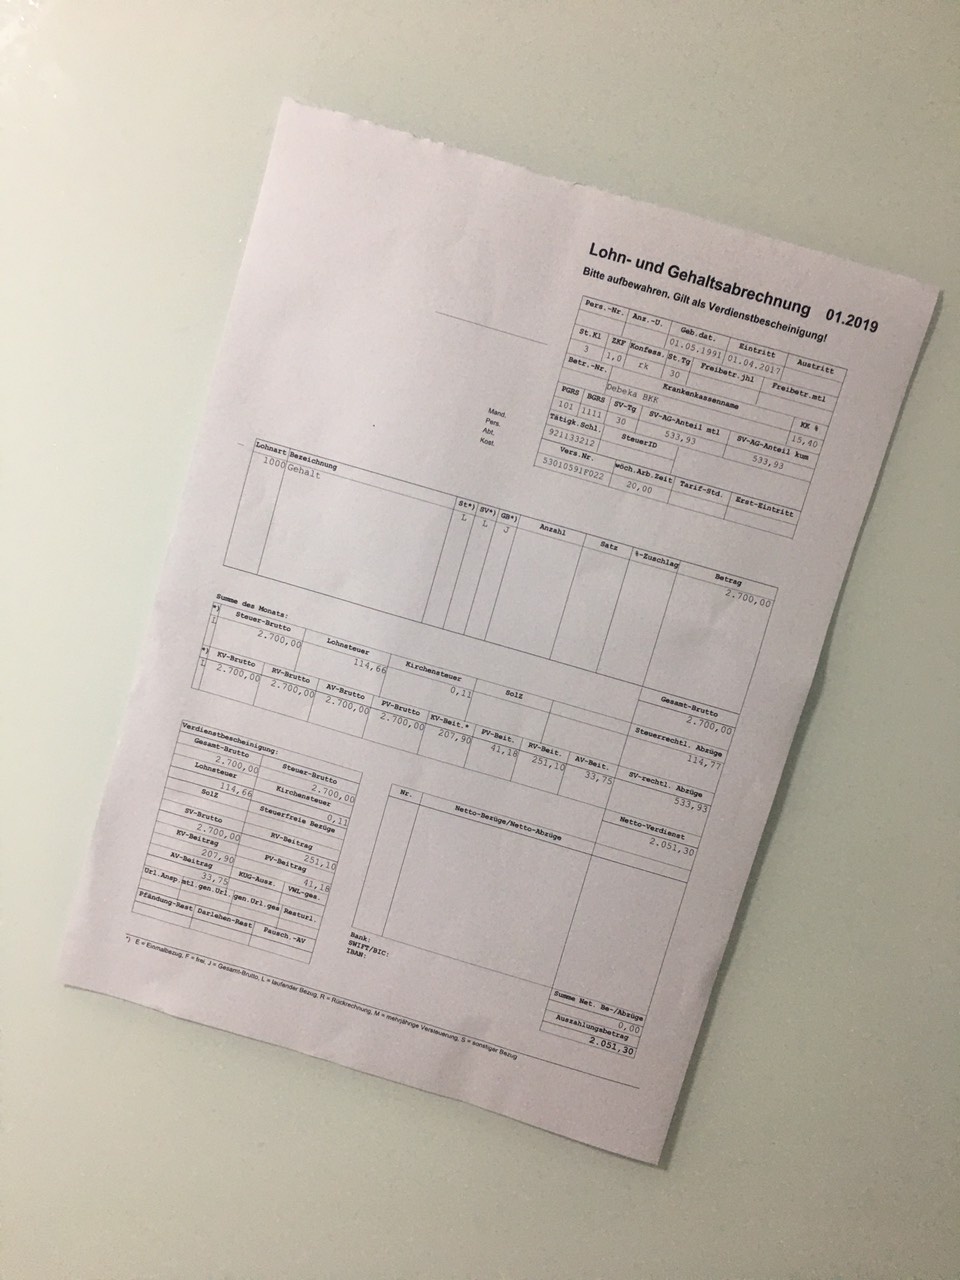 Lohn- und Gehaltsabrechnung 01.2019
Bitte aufbewahren. Gilt als Verdienstbescheinigung!
Pers.-Nr. Anz.-U. Geb.dat. Eintritt Austritt
01.05.1991 01.04.2017
St.Kl ZKF Konfess. St.Tg Freibetr.jhl Freibetr.mtl
3 1,0 rk 30
Betr.-Nr. Krankenkassenname KK %
Debeka BKK 15,40
PGRS BGRS SV-Tg SV-AG-Anteil mtl SV-AG-Anteil kum
101 1111 30 533,93 533,93
Tätigk.Schl. SteuerID
921133212
Vers.Nr. wöch.Arb.zeit Tarif-Std. Erst-Eintritt
53010591F022 20,00
Mand.
Pers.
Abt.
Kost.
Lohnart Bezeichnung St*) SV*) GB*) Anzahl Satz %-Zuschlag Betrag
1000 Gehalt L L J 2.700,00
Summe des Monats:
*) Steuer-Brutto Lohnsteuer Kirchensteuer SolZ Gesamt-Brutto
L 2.700,00 114,66 0,11 2.700,00
Steuerrechtl. Abzüge
114,77
*) KV-Brutto RV-Brutto AV-Brutto PV-Brutto KV-Beit.* PV-Beit. RV-Beit. AV-Beit. SV-rechtl. Abzüge
L 2.700,00 2.700,00 2.700,00 2.700,00 207,90 41,18 251,10 33,75 533,93
Netto-Verdienst
2.051,30
Verdienstbescheinigung:
Gesamt-Brutto Steuer-Brutto
2.700,00 2.700,00
Lohnsteuer Kirchensteuer
114,66 0,11
SolZ Steuerfreie Bezüge
SV-Brutto RV-Beitrag
2.700,00 251,10
KV-Beitrag PV-Beitrag
207,90 41,18
AV-Beitrag KUG-Ausz. VWL-ges.
33,75
Url.Ansp mtl.gen.Url. gen.Url.ges Resturl.
Pfändung-Rest Darlehen-Rest Pausch.-AV
Nr. Netto-Bezüge/Netto-Abzüge
Bank:
SWIFT/BIC:
IBAN:
Summe Net. Be-/Abzüge
0,00
Auszahlungsbetrag
2.051,30
*) E = Einmalbezug, F = frei, J = Gesamt-Brutto, L = laufender Bezug, R = Rückrechnung, M = mehrjährige Versteuerung, S = sonstiger Bezug